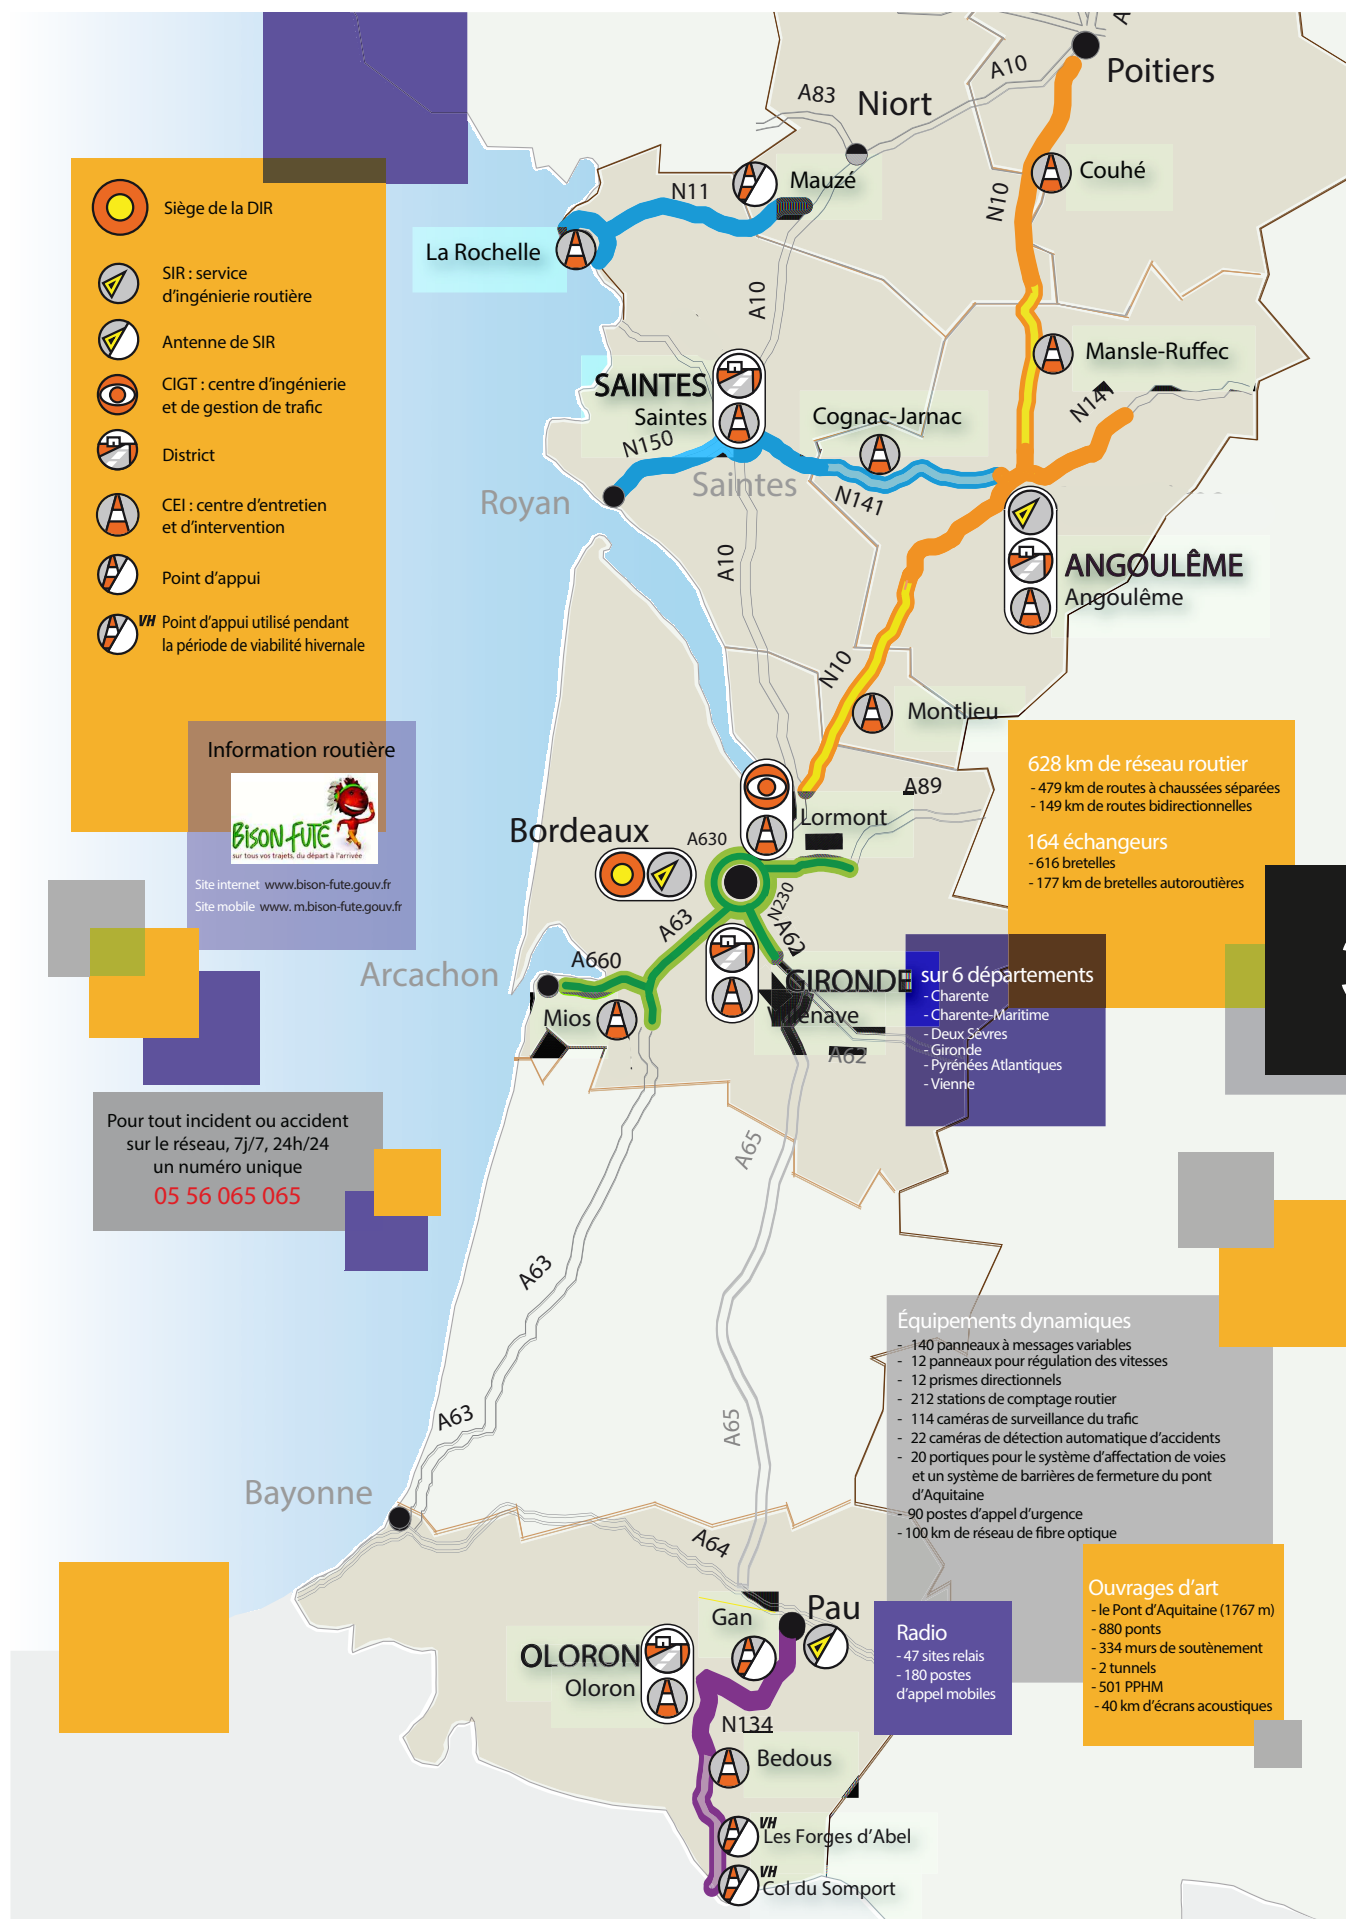 A10
Poitiers
A83
Niort
Mauzé
N11
Couhé
N10
La Rochelle
A10
Siège de la DIR
SIR : service
d'ingénierie routière
Antenne de SIR
CIGT : centre d'ingénierie
et de gestion de trafic
District
CEI : centre d'entretien
et d'intervention
Point d'appui
VH Point d'appui utilisé pendant
la période de viabilité hivernale
Mansle-Ruffec
N141
SAINTES
Saintes
N150
Cognac-Jarnac
Royan
Saintes
N141
A10
ANGOULÊME
Angoulême
N10
Montlieu
Information routière
BiSON-FUTÉ
sur tous vos trajets, du départ à l'arrivée
Site internet www.bison-fute.gouv.fr
Site mobile www. m.bison-fute.gouv.fr
628 km de réseau routier
- 479 km de routes à chaussées séparées
- 149 km de routes bidirectionnelles
164 échangeurs
- 616 bretelles
- 177 km de bretelles autoroutières
A89
Lormont
Bordeaux
A630
N230
A63
A62
A660
Arcachon
Mios
GIRONDE
Villenave
A62
sur 6 départements
- Charente
- Charente-Maritime
- Deux Sévres
- Gironde
- Pyrénées Atlantiques
- Vienne
Pour tout incident ou accident
sur le réseau, 7j/7, 24h/24
un numéro unique
05 56 065 065
A65
A63
A63
A65
Équipements dynamiques
- 140 panneaux à messages variables
- 12 panneaux pour régulation des vitesses
- 12 prismes directionnels
- 212 stations de comptage routier
- 114 caméras de surveillance du trafic
- 22 caméras de détection automatique d'accidents
- 20 portiques pour le système d'affectation de voies
et un système de barrières de fermeture du pont
d'Aquitaine
- 90 postes d'appel d'urgence
- 100 km de réseau de fibre optique
Bayonne
A64
Gan
Pau
OLORON
Oloron
N134
Bedous
VH
Les Forges d'Abel
VH
Col du Somport
Radio
- 47 sites relais
- 180 postes
d'appel mobiles
Ouvrages d'art
- le Pont d'Aquitaine (1767 m)
- 880 ponts
- 334 murs de soutènement
- 2 tunnels
- 501 PPHM
- 40 km d'écrans acoustiques